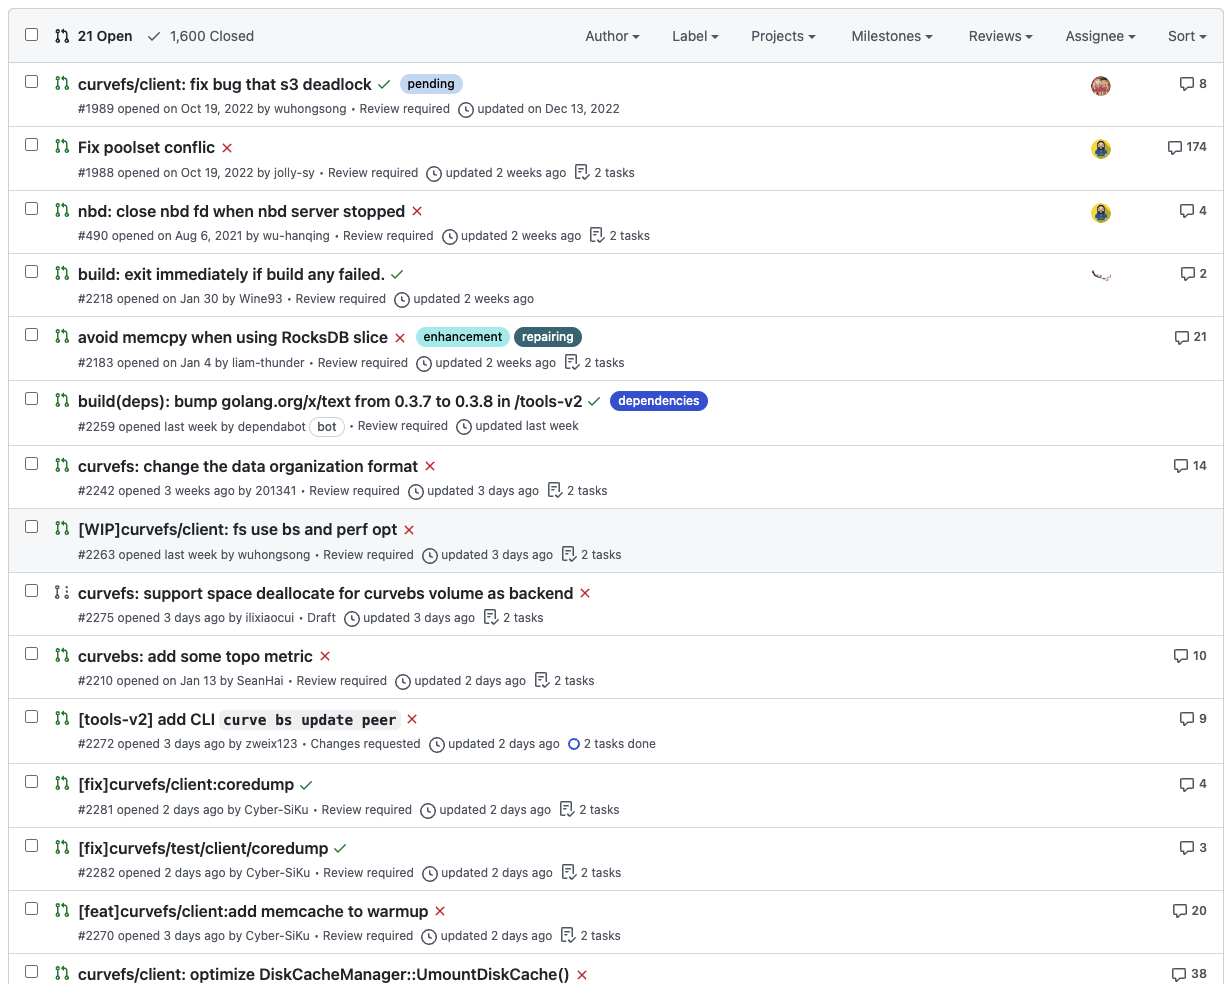 21 Open 1,600 Closed Author Label Projects Milestones Reviews Assignee Sort
curvefs/client: fix bug that s3 deadlock pending 8
#1989 opened on Oct 19, 2022 by wuhongsong • Review required updated on Dec 13, 2022
Fix poolset conflic 174
#1988 opened on Oct 19, 2022 by jolly-sy • Review required updated 2 weeks ago 2 tasks
nbd: close nbd fd when nbd server stopped 4
#490 opened on Aug 6, 2021 by wu-hanqing • Review required updated 2 weeks ago 2 tasks
build: exit immediately if build any failed. 2
#2218 opened on Jan 30 by Wine93 • Review required updated 2 weeks ago
avoid memcpy when using RocksDB slice enhancement repairing 21
#2183 opened on Jan 4 by liam-thunder • Review required updated 2 weeks ago 2 tasks
build(deps): bump golang.org/x/text from 0.3.7 to 0.3.8 in /tools-v2 dependencies
#2259 opened last week by dependabot bot • Review required updated last week
curvefs: change the data organization format 14
#2242 opened 3 weeks ago by 201341 • Review required updated 3 days ago 2 tasks
[WIP]curvefs/client: fs use bs and perf opt
#2263 opened last week by wuhongsong • Review required updated 3 days ago 2 tasks
curvefs: support space deallocate for curvebs volume as backend
#2275 opened 3 days ago by ilixiaocui • Draft updated 3 days ago 2 tasks
curvebs: add some topo metric 10
#2210 opened on Jan 13 by SeanHai • Review required updated 2 days ago 2 tasks
[tools-v2] add CLI curve bs update peer 9
#2272 opened 3 days ago by zweix123 • Changes requested updated 2 days ago 2 tasks done
[fix]curvefs/client:coredump 4
#2281 opened 2 days ago by Cyber-SiKu • Review required updated 2 days ago 2 tasks
[fix]curvefs/test/client/coredump 3
#2282 opened 2 days ago by Cyber-SiKu • Review required updated 2 days ago 2 tasks
[feat]curvefs/client:add memcache to warmup 20
#2270 opened 3 days ago by Cyber-SiKu • Review required updated 2 days ago 2 tasks
curvefs/client: optimize DiskCacheManager::UmountDiskCache() 38